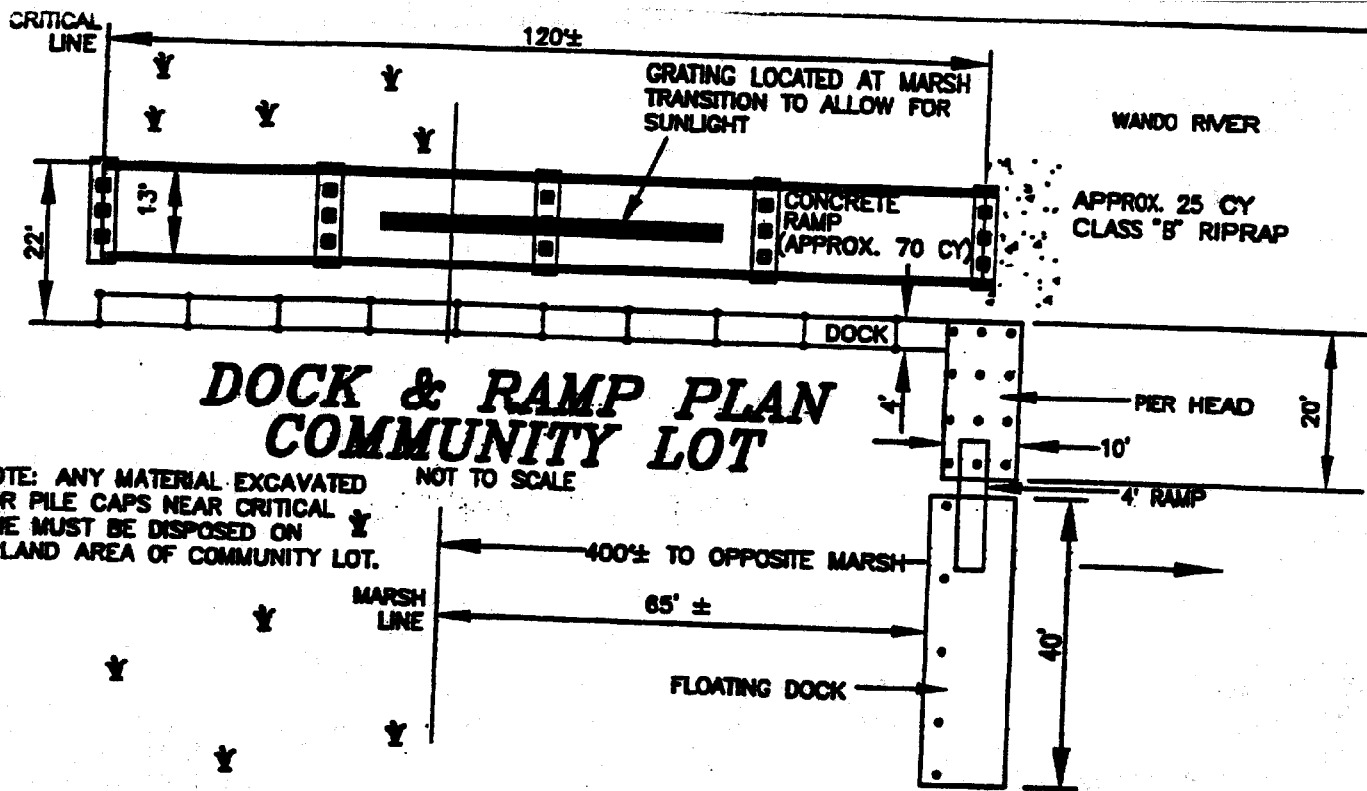 CRITICAL
LINE
120'±
GRATING LOCATED AT MARSH
TRANSITION TO ALLOW FOR
SUNLIGHT
WANDO RIVER
13'
22'
CONCRETE
RAMP
(APPROX. 70 CY)
APPROX. 25 CY
CLASS "B" RIPRAP
DOCK
DOCK & RAMP PLAN
COMMUNITY LOT
NOT TO SCALE
4'
PIER HEAD
20'
10'
4' RAMP
OTE: ANY MATERIAL EXCAVATED
R PILE CAPS NEAR CRITICAL
NE MUST BE DISPOSED ON
LAND AREA OF COMMUNITY LOT.
400'± TO OPPOSITE MARSH
MARSH
LINE
65' ±
40'
FLOATING DOCK